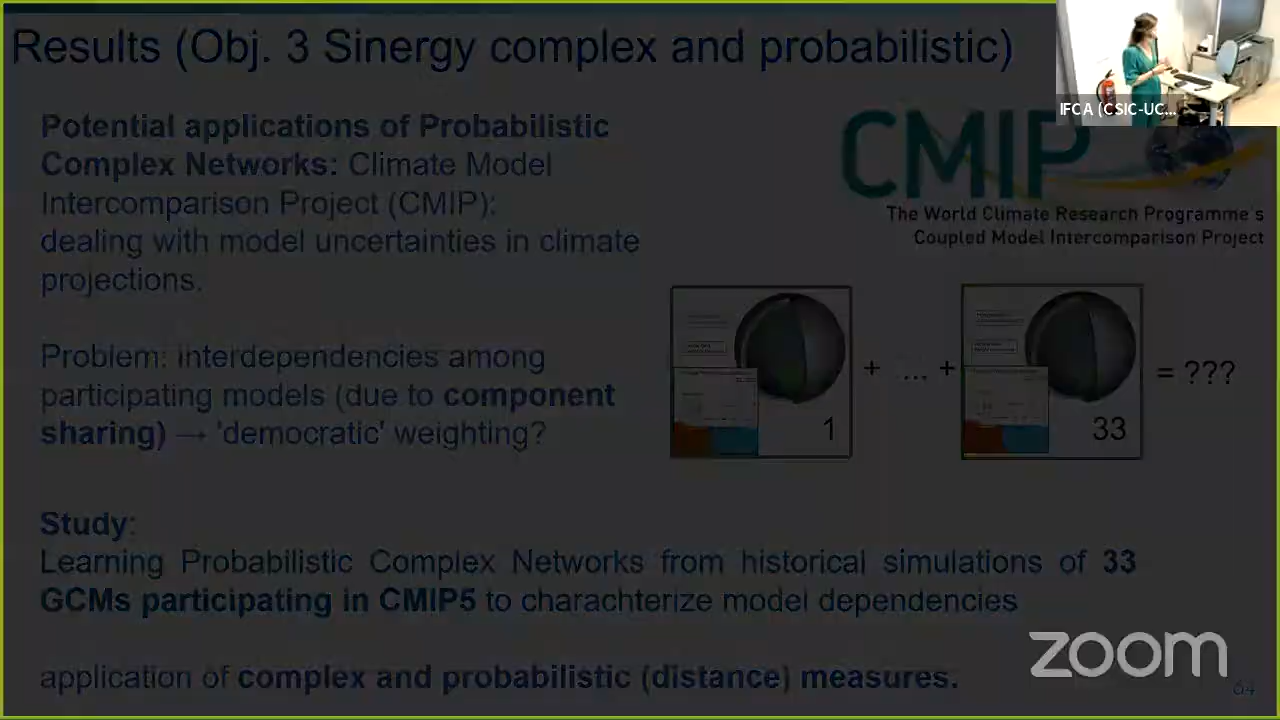 Results (Obj. 3 Sinergy complex and probabilistic)
IFCA (CSIC-UC...
Potential applications of Probabilistic
Complex Networks: Climate Model
Intercomparison Project (CMIP):
dealing with model uncertainties in climate
projections.
CMIP
The World Climate Research Programme's
Coupled Model Intercomparison Project
Problem: interdependencies among
participating models (due to component
sharing) → 'democratic' weighting?
1 + ... + 33 = ???
Study:
Learning Probabilistic Complex Networks from historical simulations of 33
GCMs participating in CMIP5 to charachterize model dependencies
application of complex and probabilistic (distance) measures.
zoom
64